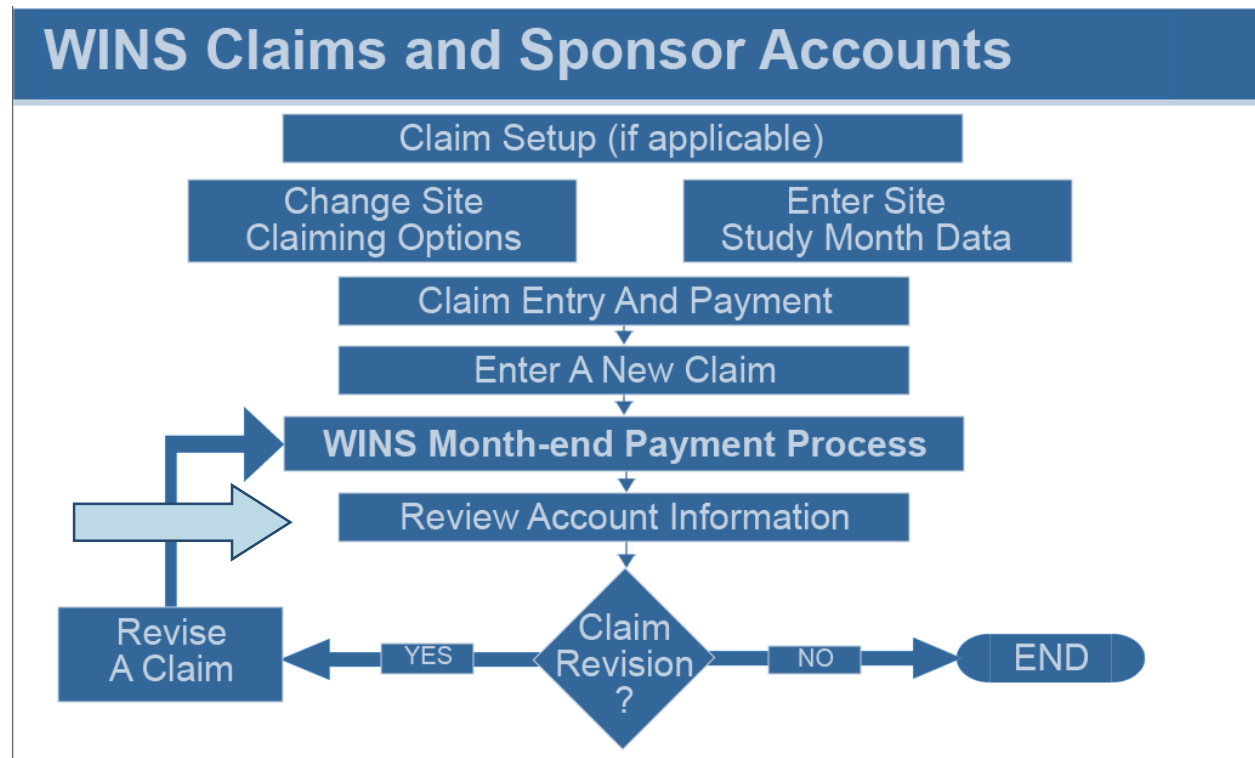 WINS Claims and Sponsor Accounts
Claim Setup (if applicable)
Change Site
Claiming Options
Enter Site
Study Month Data
Claim Entry And Payment
Enter A New Claim
WINS Month-end Payment Process
Review Account Information
Claim
Revision
?
YES
Revise
A Claim
NO
END